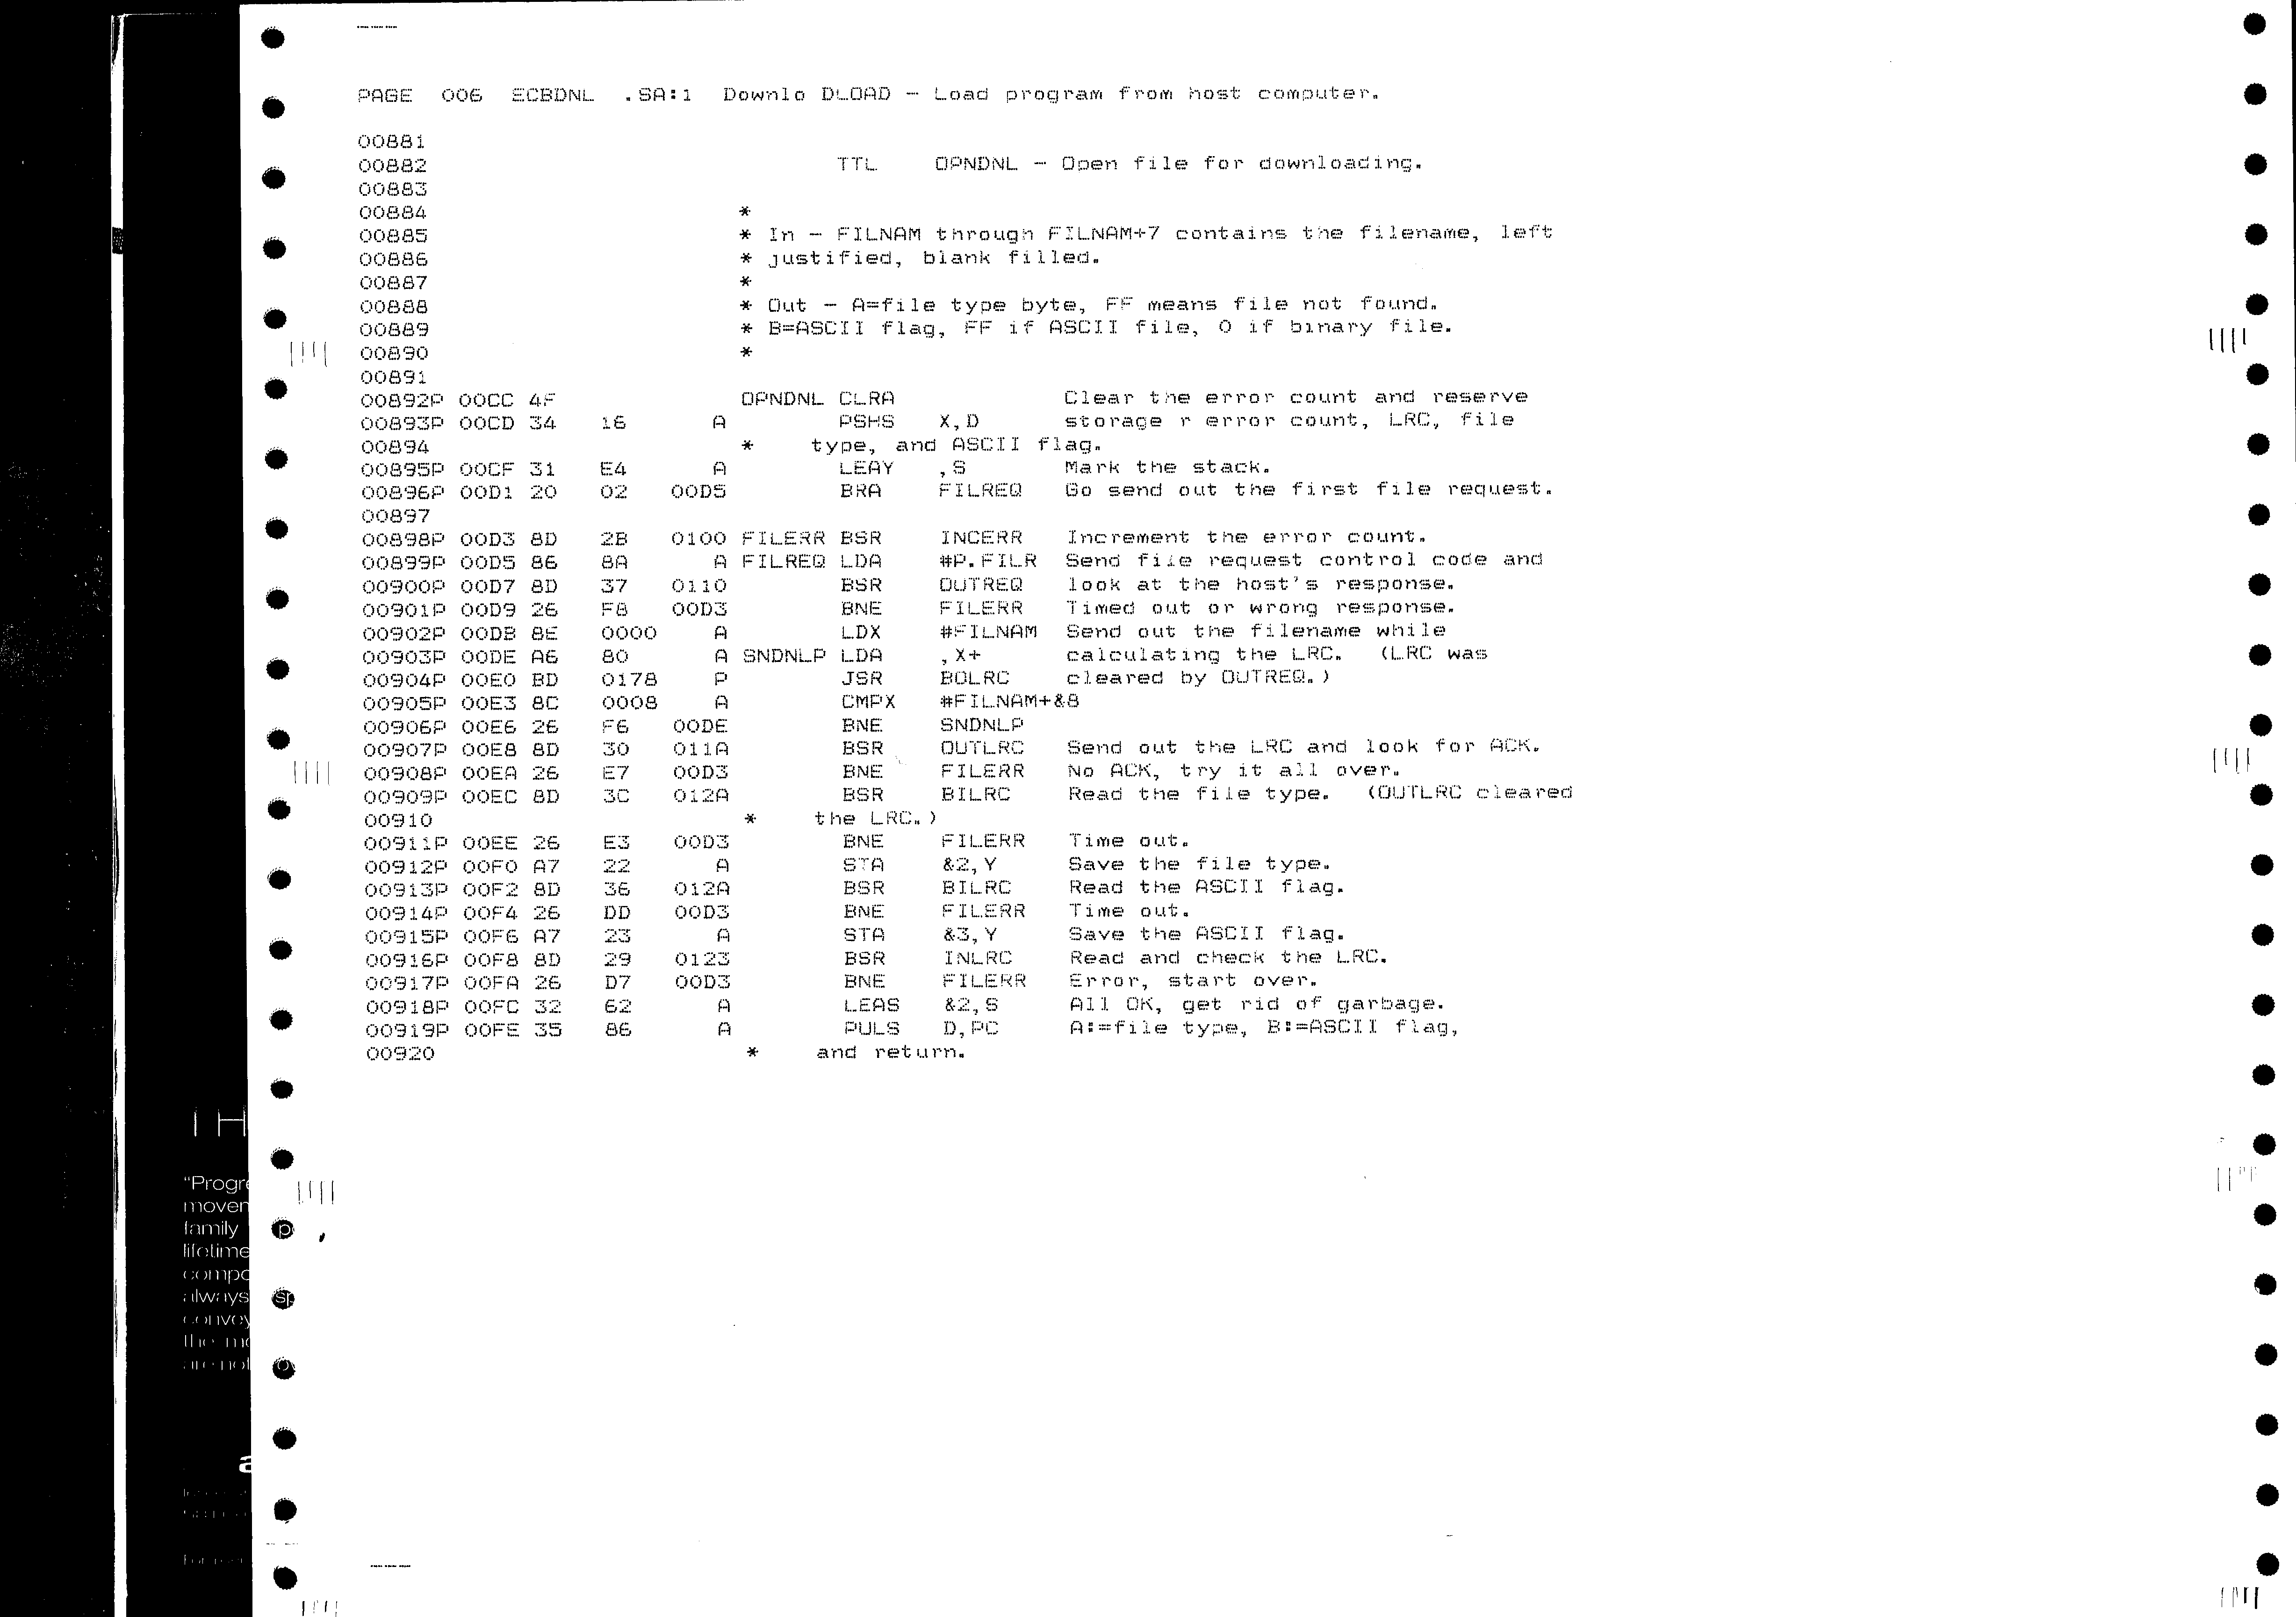 PAGE 006 ECBDNL .SA:1 Downlo DLOAD - Load program from host computer.
00881
00882 TTL OPNDNL - Open file for downloading.
00883
00884 *
00885 * In - FILNAM through FILNAM+7 contains the filename, left
00886 * justified, blank filled.
00887 *
00888 * Out - A=file type byte, FF means file not found.
00889 * B=ASCII flag, FF if ASCII file, 0 if binary file.
00890 *
00891
00892P 00CC 4F OPNDNL CLRA Clear the error count and reserve
00893P 00CD 34 16 A PSHS X,D storage r error count, LRC, file
00894 * type, and ASCII flag.
00895P 00CF 31 E4 A LEAY ,S Mark the stack.
00896P 00D1 20 02 00D5 BRA FILREQ Go send out the first file request.
00897
00898P 00D3 8D 2B 0100 FILERR BSR INCERR Increment the error count.
00899P 00D5 86 8A A FILREQ LDA #P.FILR Send file request control code and
00900P 00D7 8D 37 0110 BSR OUTREQ look at the host's response.
00901P 00D9 26 F8 00D3 BNE FILERR Timed out or wrong response.
00902P 00DB 8E 0000 A LDX #FILNAM Send out the filename while
00903P 00DE A6 80 A SNDNLP LDA ,X+ calculating the LRC. (LRC was
00904P 00E0 BD 0178 P JSR BOLRC cleared by OUTREQ.)
00905P 00E3 8C 0008 A CMPX #FILNAM+&8
00906P 00E6 26 F6 00DE BNE SNDNLP
00907P 00E8 8D 30 011A BSR OUTLRC Send out the LRC and look for ACK.
00908P 00EA 26 E7 00D3 BNE FILERR No ACK, try it all over.
00909P 00EC 8D 3C 012A BSR BILRC Read the file type. (OUTLRC cleared
00910 * the LRC.)
00911P 00EE 26 E3 00D3 BNE FILERR Time out.
00912P 00F0 A7 22 A STA &2,Y Save the file type.
00913P 00F2 8D 36 012A BSR BILRC Read the ASCII flag.
00914P 00F4 26 DD 00D3 BNE FILERR Time out.
00915P 00F6 A7 23 A STA &3,Y Save the ASCII flag.
00916P 00F8 8D 29 0123 BSR INLRC Read and check the LRC.
00917P 00FA 26 D7 00D3 BNE FILERR Error, start over.
00918P 00FC 32 62 A LEAS &2,S All OK, get rid of garbage.
00919P 00FE 35 86 A PULS D,PC A:=file type, B:=ASCII flag,
00920 * and return.
TH
"Progre
moven
family p
lifetime
compo
always sp
convey
the mo
are not ov
a